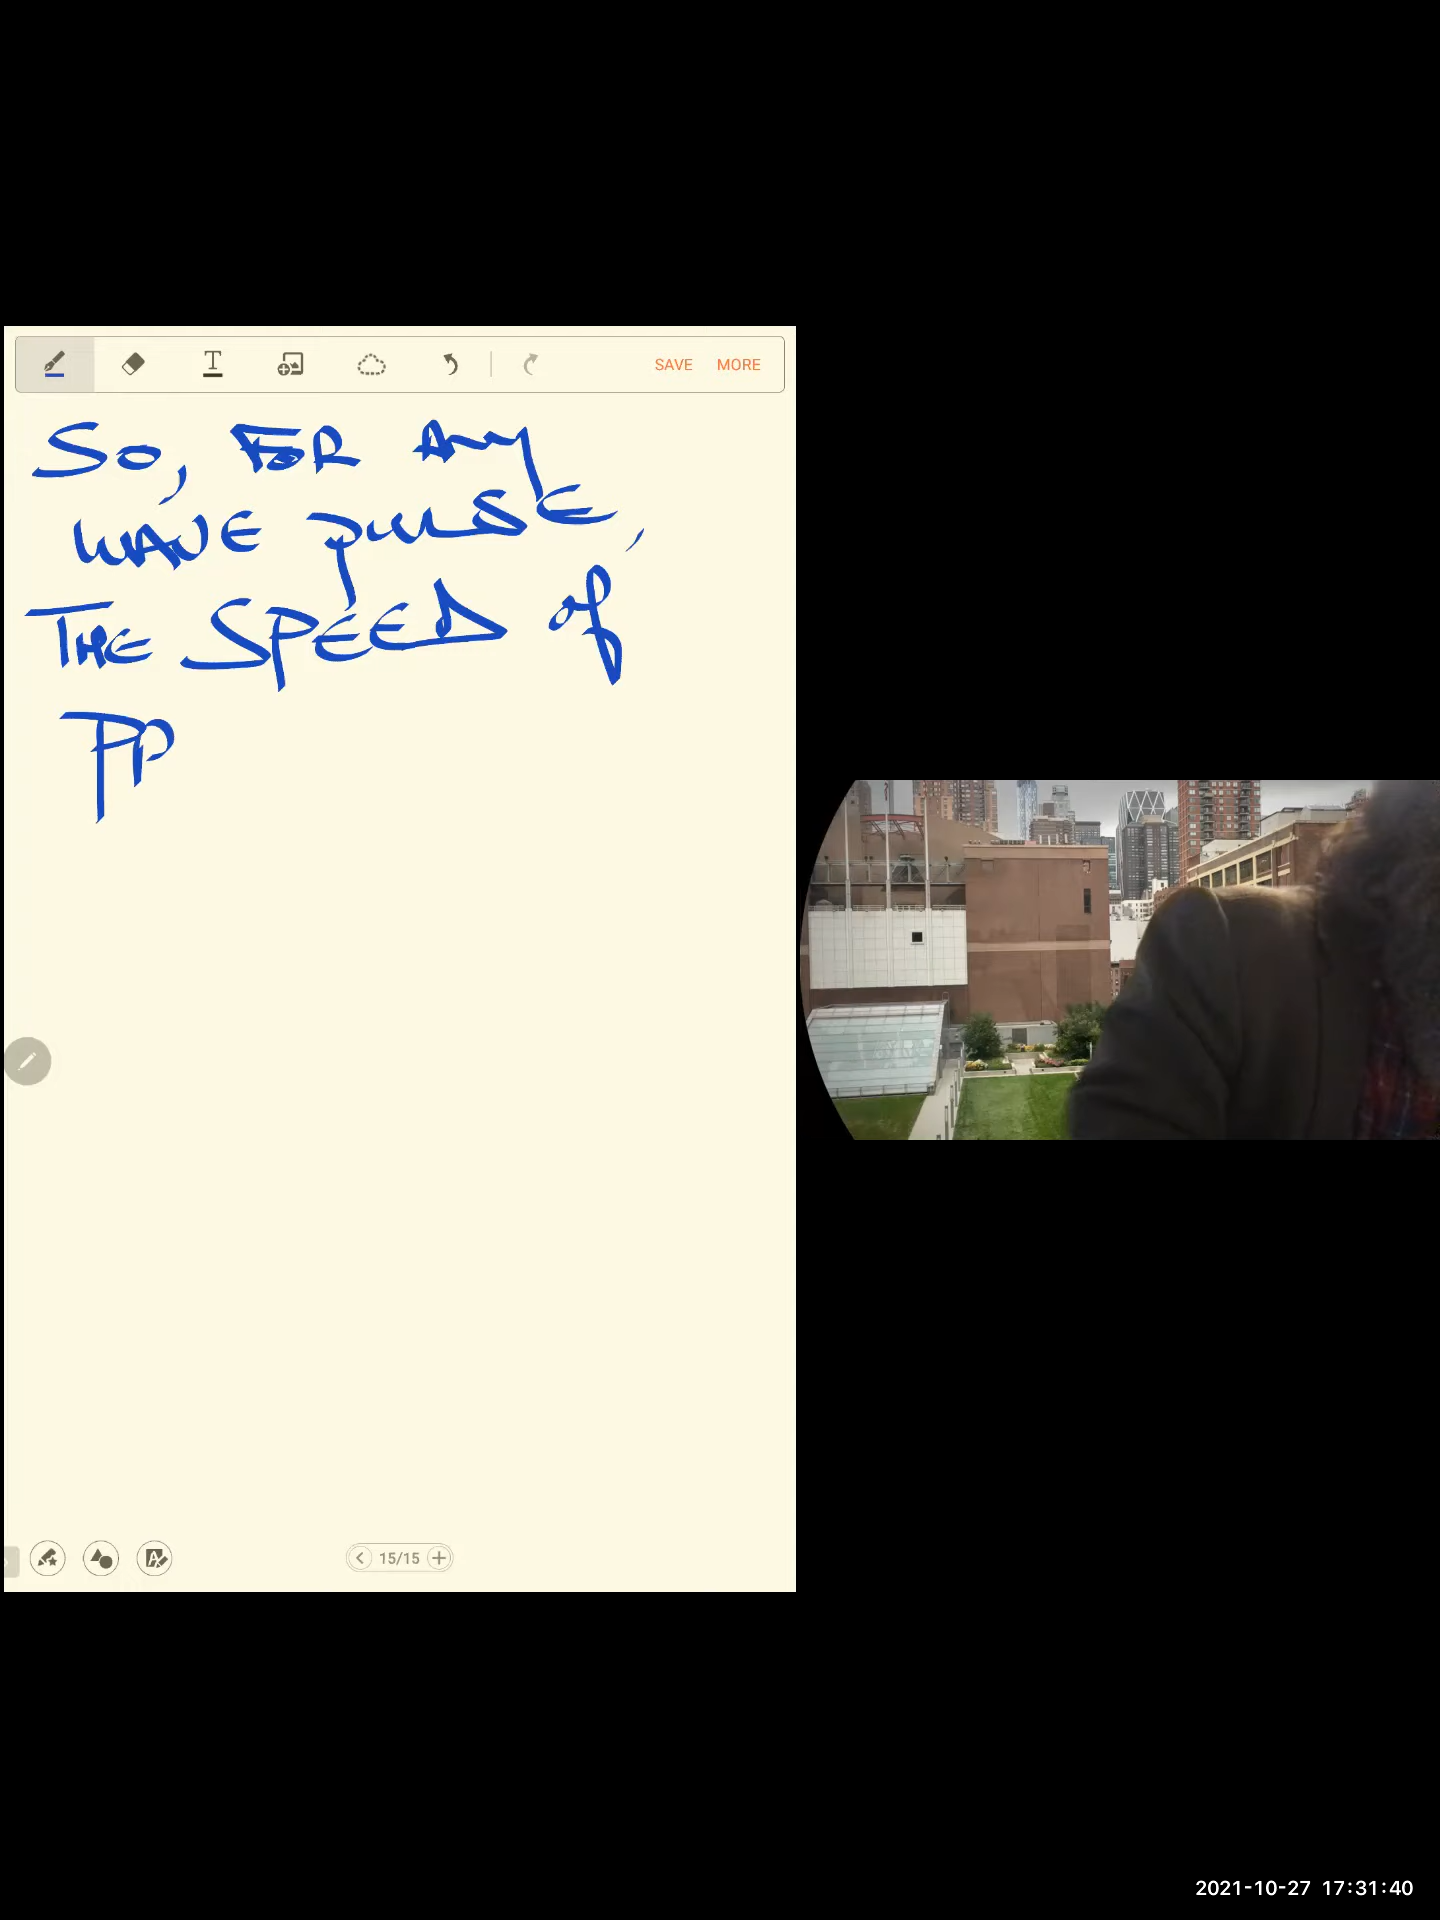 T
SAVE
MORE
So, FOR Any
WAVE pulse,
THE SPEED of
PP
15/15
2021-10-27 17:31:40